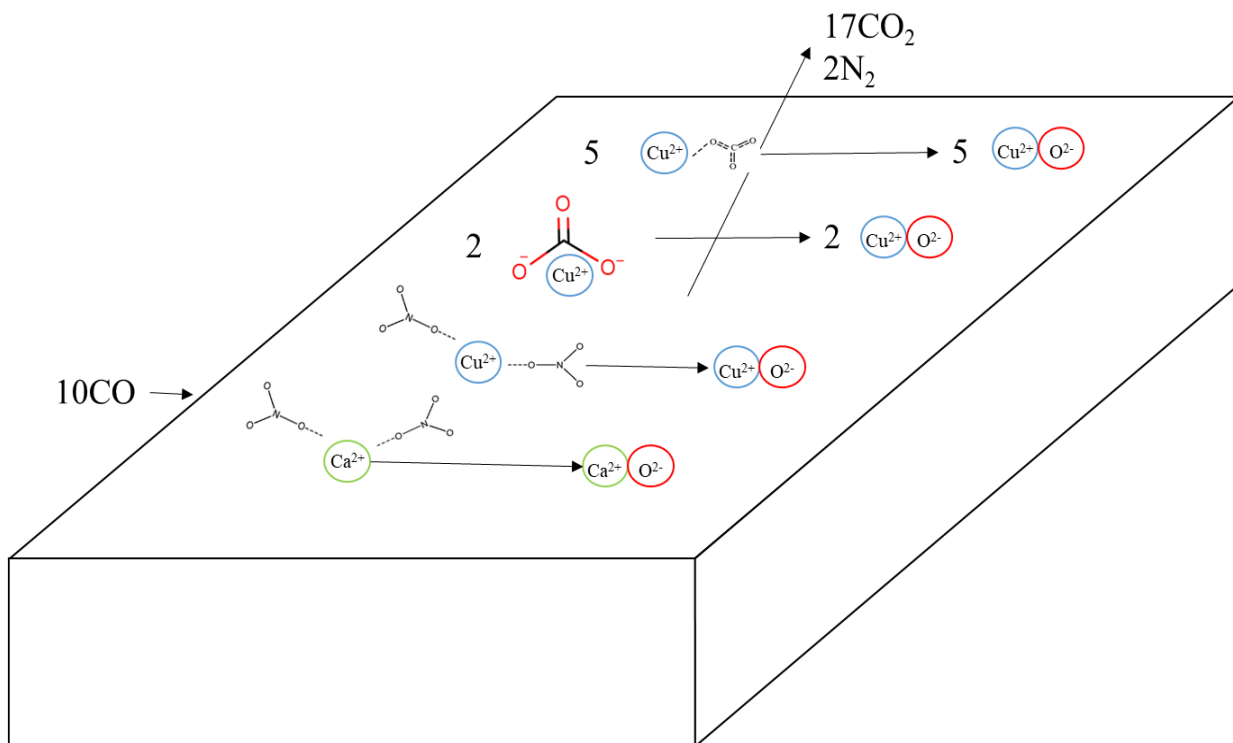 17CO₂
2N₂
5 Cu²⁺ O C O O 5 Cu²⁺ O²⁻
O
2 O⁻ Cu²⁺ O⁻ 2 Cu²⁺ O²⁻
O N O O
Cu²⁺ O N O O Cu²⁺ O²⁻
10CO
O N O O O N O O
Ca²⁺ Ca²⁺ O²⁻